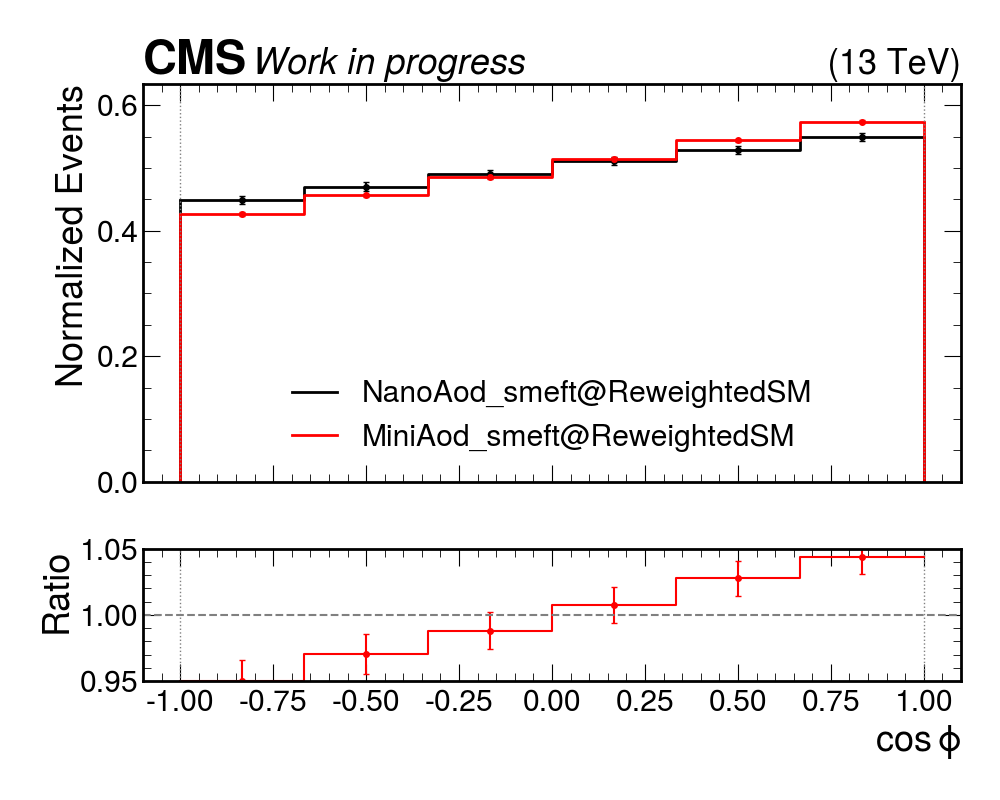 CMS Work in progress (13 TeV)
Normalized Events
0.6
0.4
0.2
0.0
NanoAod_smeft@ReweightedSM
MiniAod_smeft@ReweightedSM
Ratio
1.05
1.00
0.95
-1.00 -0.75 -0.50 -0.25 0.00 0.25 0.50 0.75 1.00
cos ϕ